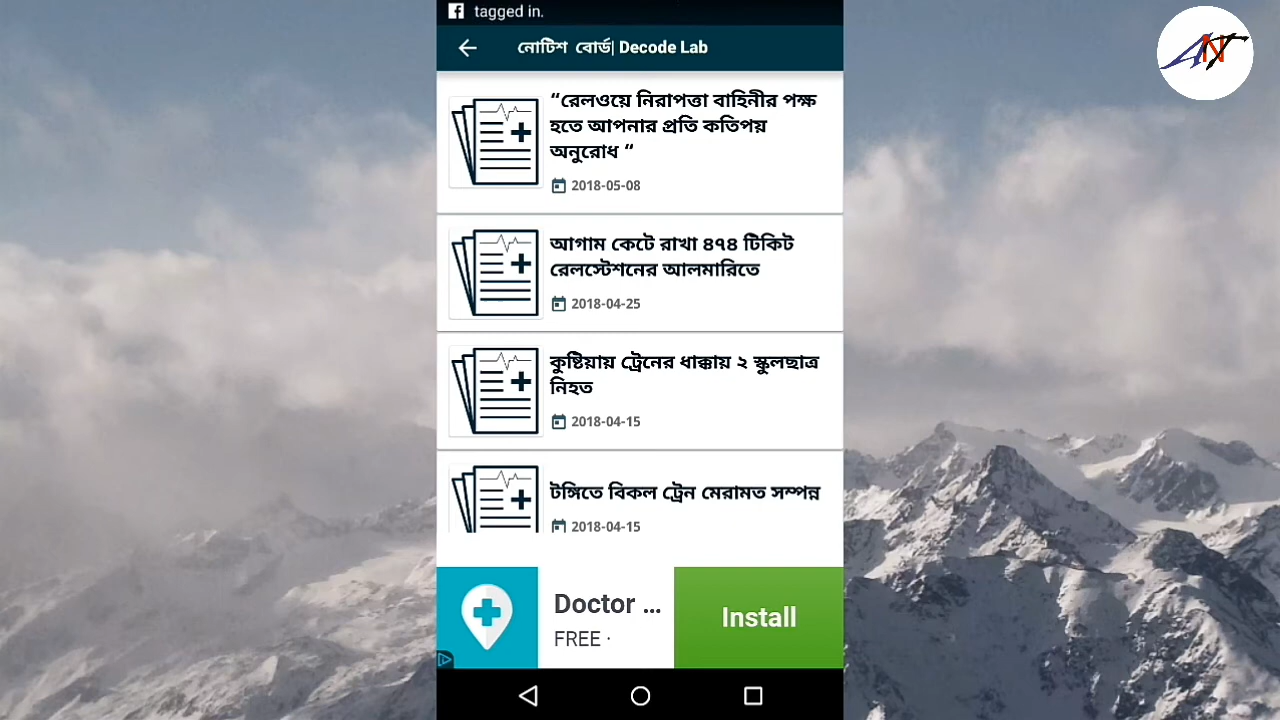 tagged in.
নোটিশ বোর্ড| Decode Lab
“রেলওয়ে নিরাপত্তা বাহিনীর পক্ষ
হতে আপনার প্রতি কতিপয়
অনুরোধ “
2018-05-08
আগাম কেটে রাখা ৪৭৪ টিকিট
রেলস্টেশনের আলমারিতে
2018-04-25
কুষ্টিয়ায় ট্রেনের ধাক্কায় ২ স্কুলছাত্র
নিহত
2018-04-15
টঙ্গিতে বিকল ট্রেন মেরামত সম্পন্ন
2018-04-15
Doctor ...
FREE ·
Install
ANT